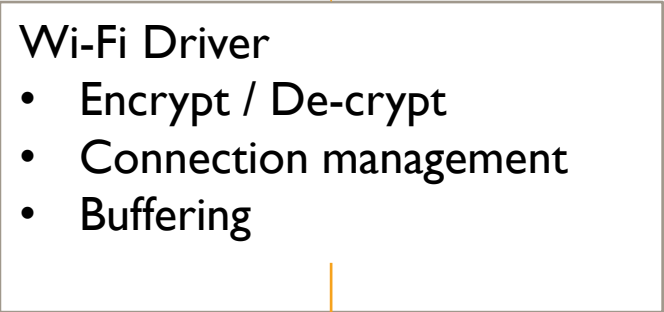 Wi-Fi Driver
• Encrypt / De-crypt
• Connection management
• Buffering